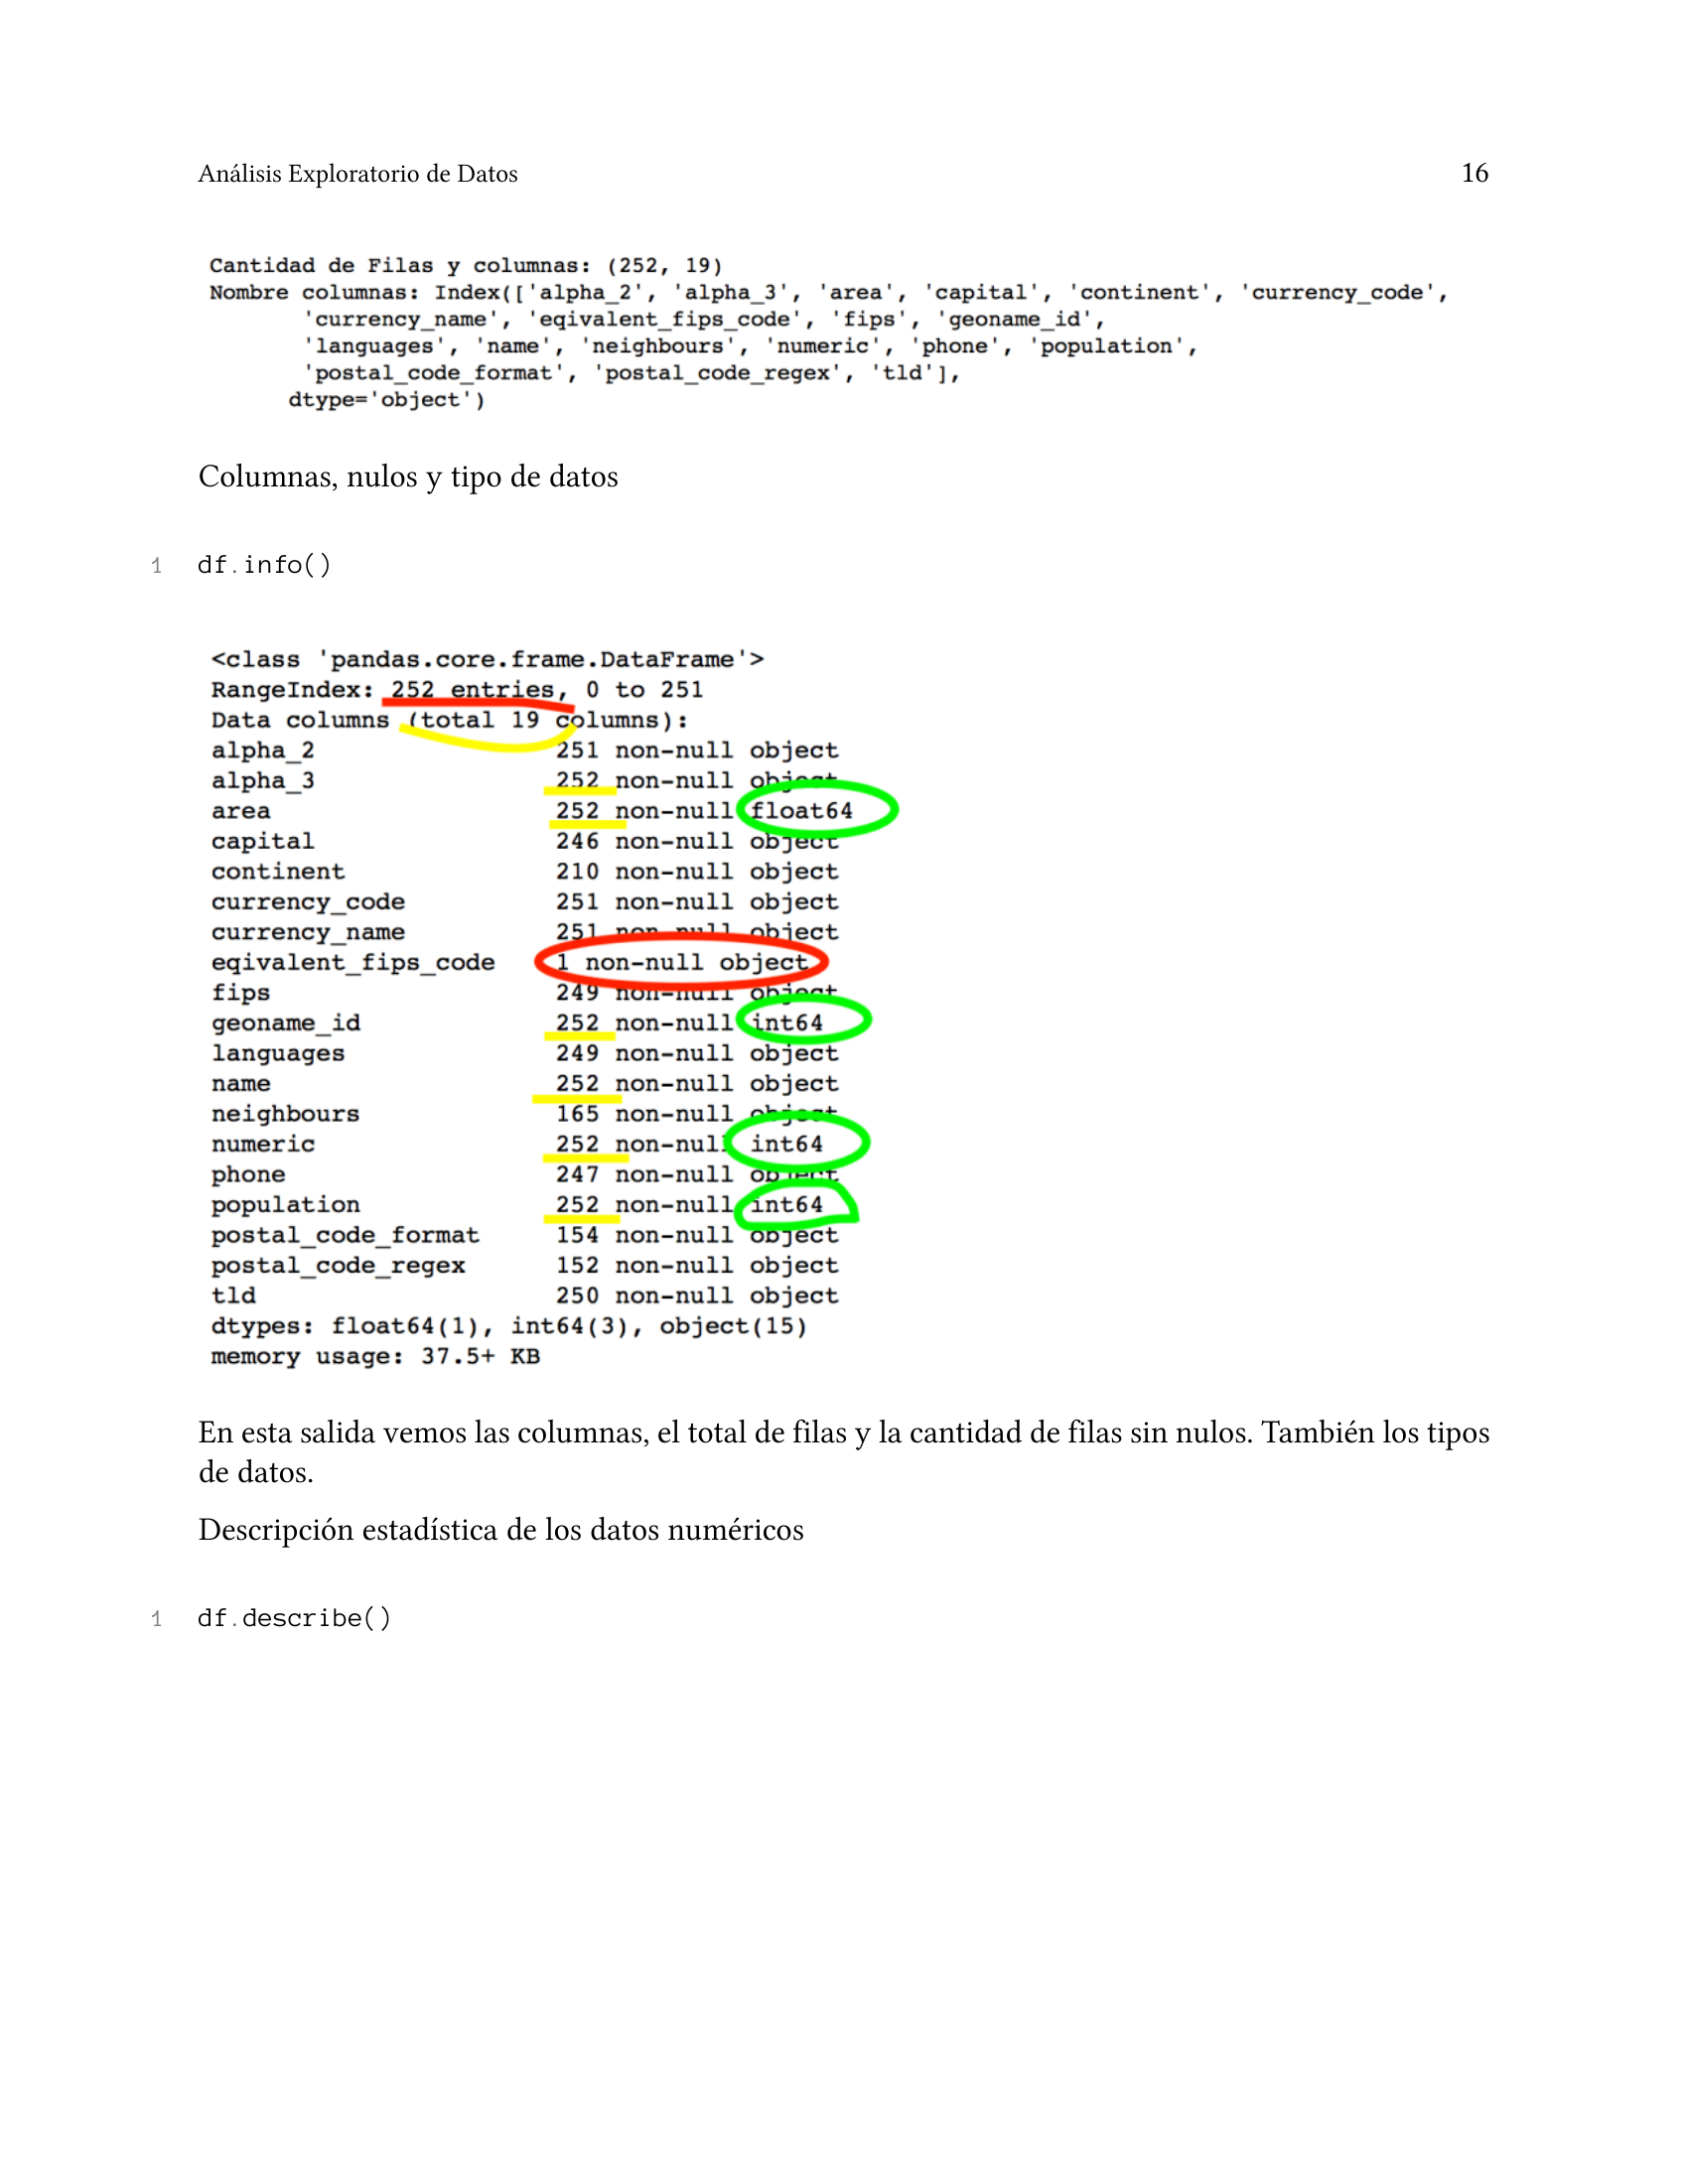 Análisis Exploratorio de Datos 16
Cantidad de Filas y columnas: (252, 19)
Nombre columnas: Index(['alpha_2', 'alpha_3', 'area', 'capital', 'continent', 'currency_code',
'currency_name', 'eqivalent_fips_code', 'fips', 'geoname_id',
'languages', 'name', 'neighbours', 'numeric', 'phone', 'population',
'postal_code_format', 'postal_code_regex', 'tld'],
dtype='object')
Columnas, nulos y tipo de datos
1 df.info()
<class 'pandas.core.frame.DataFrame'>
RangeIndex: 252 entries, 0 to 251
Data columns (total 19 columns):
alpha_2 251 non-null object
alpha_3 252 non-null object
area 252 non-null float64
capital 246 non-null object
continent 210 non-null object
currency_code 251 non-null object
currency_name 251 non-null object
eqivalent_fips_code 1 non-null object
fips 249 non-null object
geoname_id 252 non-null int64
languages 249 non-null object
name 252 non-null object
neighbours 165 non-null object
numeric 252 non-null int64
phone 247 non-null object
population 252 non-null int64
postal_code_format 154 non-null object
postal_code_regex 152 non-null object
tld 250 non-null object
dtypes: float64(1), int64(3), object(15)
memory usage: 37.5+ KB
En esta salida vemos las columnas, el total de filas y la cantidad de filas sin nulos. También los tipos
de datos.
Descripción estadística de los datos numéricos
1 df.describe()